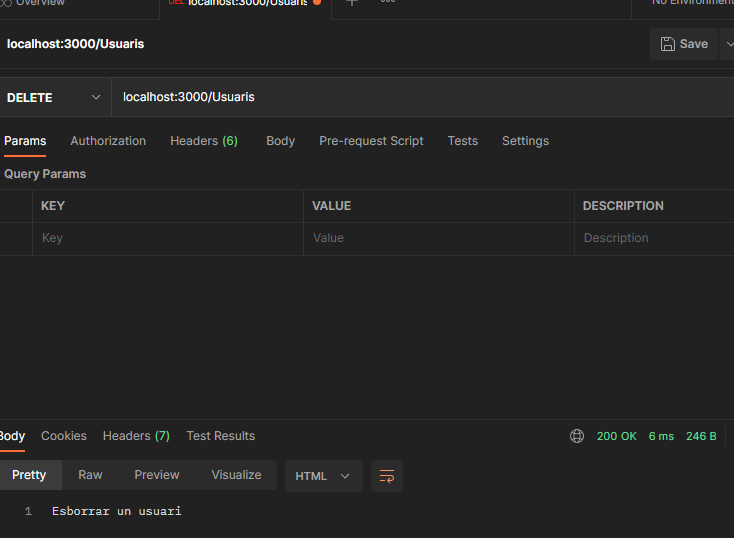 Overview
DEL localhost:3000/Usuaris
No Environment
localhost:3000/Usuaris
Save
DELETE
localhost:3000/Usuaris
Params Authorization Headers (6) Body Pre-request Script Tests Settings
Query Params
KEY VALUE DESCRIPTION
Key Value Description
Body Cookies Headers (7) Test Results
200 OK 6 ms 246 B
Pretty Raw Preview Visualize HTML
1 Esborrar un usuari